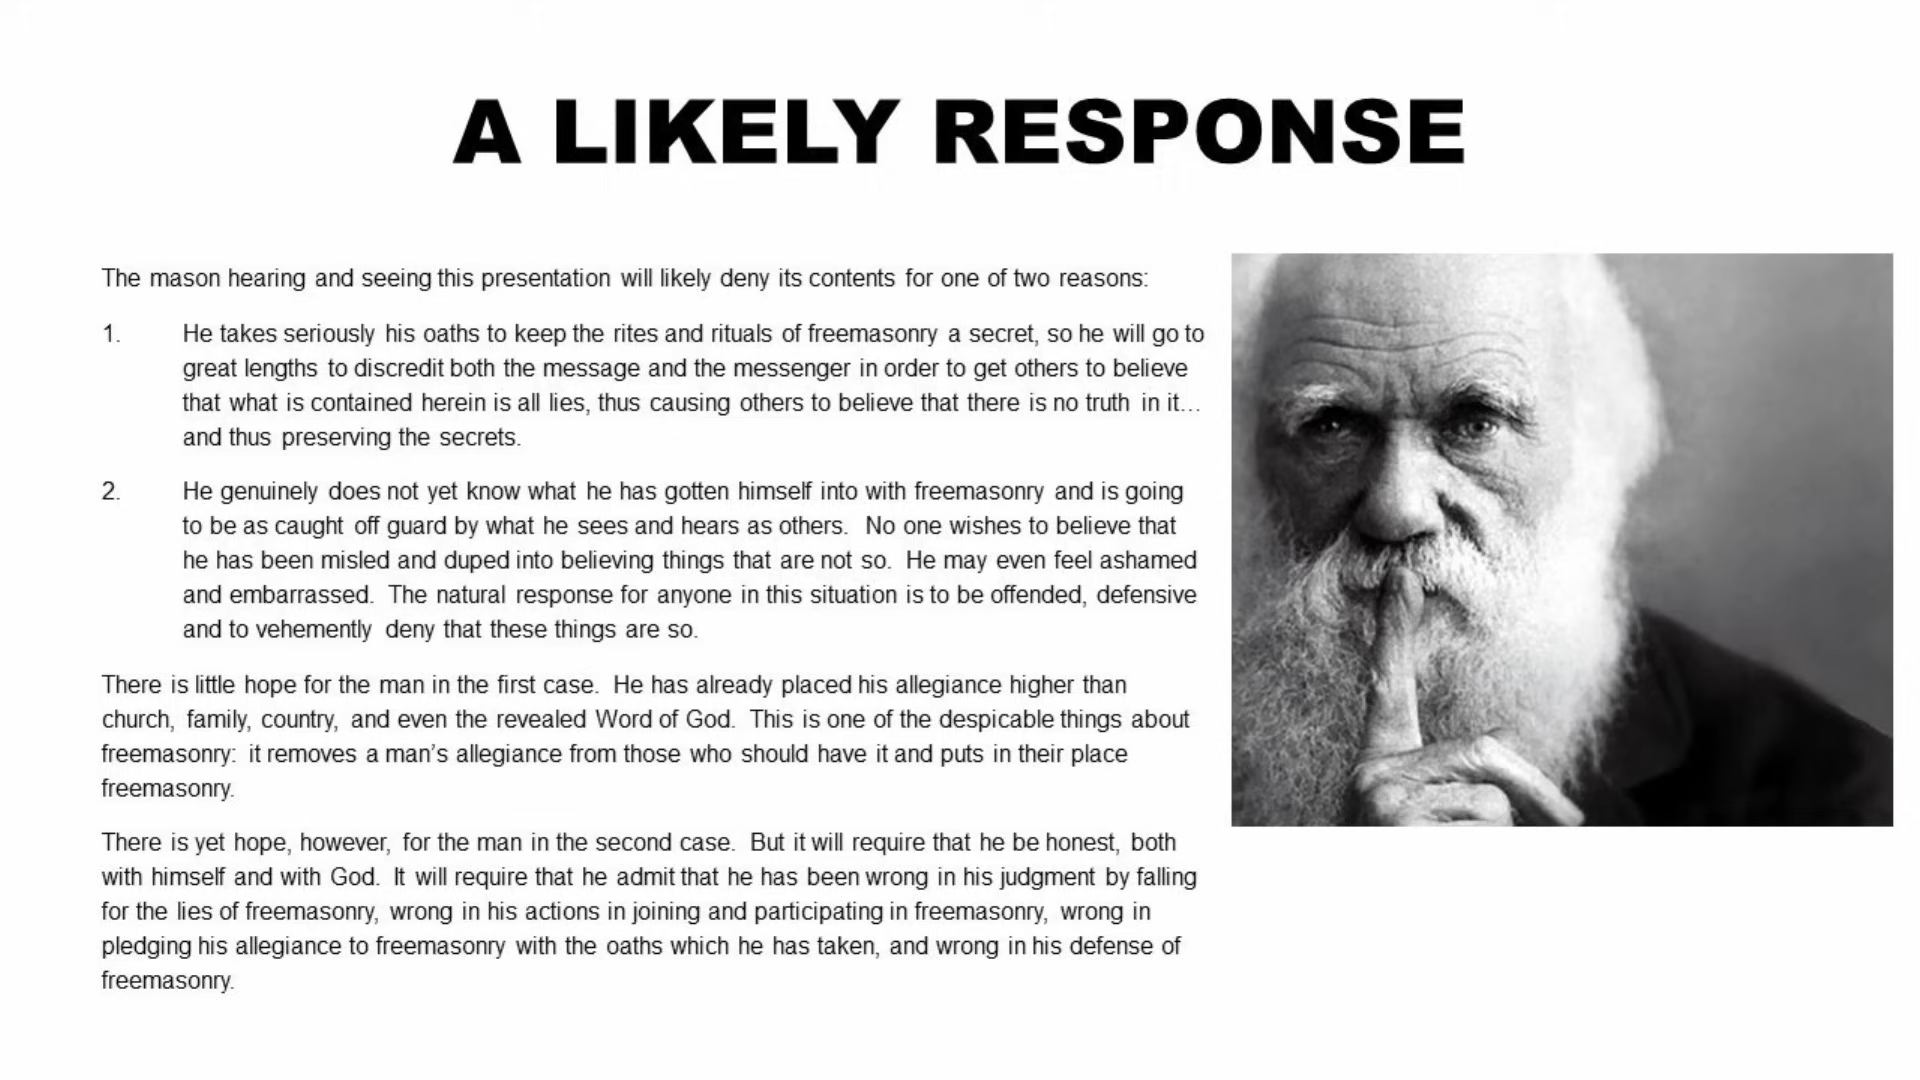 A LIKELY RESPONSE
The mason hearing and seeing this presentation will likely deny its contents for one of two reasons:
1. He takes seriously his oaths to keep the rites and rituals of freemasonry a secret, so he will go to
great lengths to discredit both the message and the messenger in order to get others to believe
that what is contained herein is all lies, thus causing others to believe that there is no truth in it…
and thus preserving the secrets.
2. He genuinely does not yet know what he has gotten himself into with freemasonry and is going
to be as caught off guard by what he sees and hears as others. No one wishes to believe that
he has been misled and duped into believing things that are not so. He may even feel ashamed
and embarrassed. The natural response for anyone in this situation is to be offended, defensive
and to vehemently deny that these things are so.
There is little hope for the man in the first case. He has already placed his allegiance higher than
church, family, country, and even the revealed Word of God. This is one of the despicable things about
freemasonry: it removes a man’s allegiance from those who should have it and puts in their place
freemasonry.
There is yet hope, however, for the man in the second case. But it will require that he be honest, both
with himself and with God. It will require that he admit that he has been wrong in his judgment by falling
for the lies of freemasonry, wrong in his actions in joining and participating in freemasonry, wrong in
pledging his allegiance to freemasonry with the oaths which he has taken, and wrong in his defense of
freemasonry.